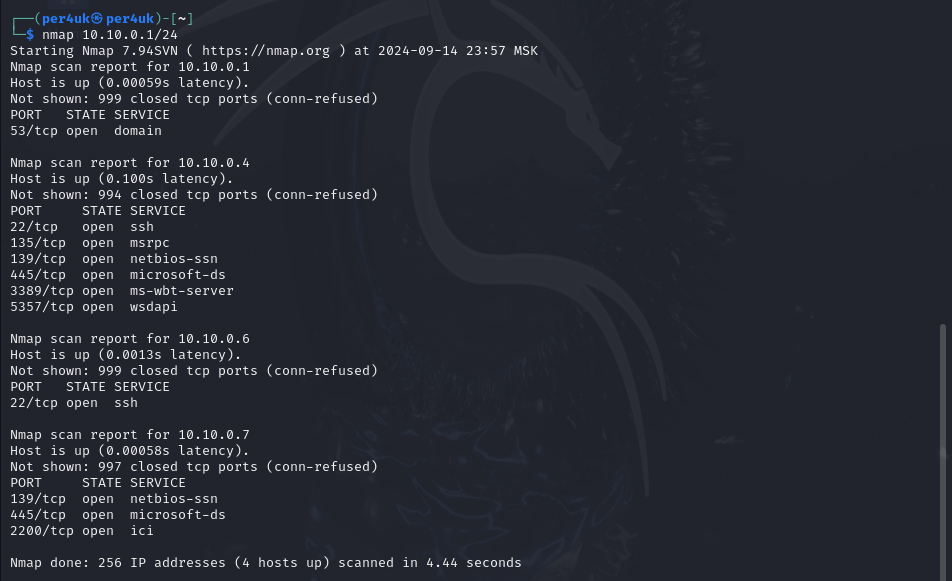 ┌──(per4uk㉿per4uk)-[~]
└─$ nmap 10.10.0.1/24
Starting Nmap 7.94SVN ( https://nmap.org ) at 2024-09-14 23:57 MSK
Nmap scan report for 10.10.0.1
Host is up (0.00059s latency).
Not shown: 999 closed tcp ports (conn-refused)
PORT   STATE SERVICE
53/tcp open  domain

Nmap scan report for 10.10.0.4
Host is up (0.100s latency).
Not shown: 994 closed tcp ports (conn-refused)
PORT     STATE SERVICE
22/tcp   open  ssh
135/tcp  open  msrpc
139/tcp  open  netbios-ssn
445/tcp  open  microsoft-ds
3389/tcp open  ms-wbt-server
5357/tcp open  wsdapi

Nmap scan report for 10.10.0.6
Host is up (0.0013s latency).
Not shown: 999 closed tcp ports (conn-refused)
PORT   STATE SERVICE
22/tcp open  ssh

Nmap scan report for 10.10.0.7
Host is up (0.00058s latency).
Not shown: 997 closed tcp ports (conn-refused)
PORT     STATE SERVICE
139/tcp  open  netbios-ssn
445/tcp  open  microsoft-ds
2200/tcp open  ici

Nmap done: 256 IP addresses (4 hosts up) scanned in 4.44 seconds